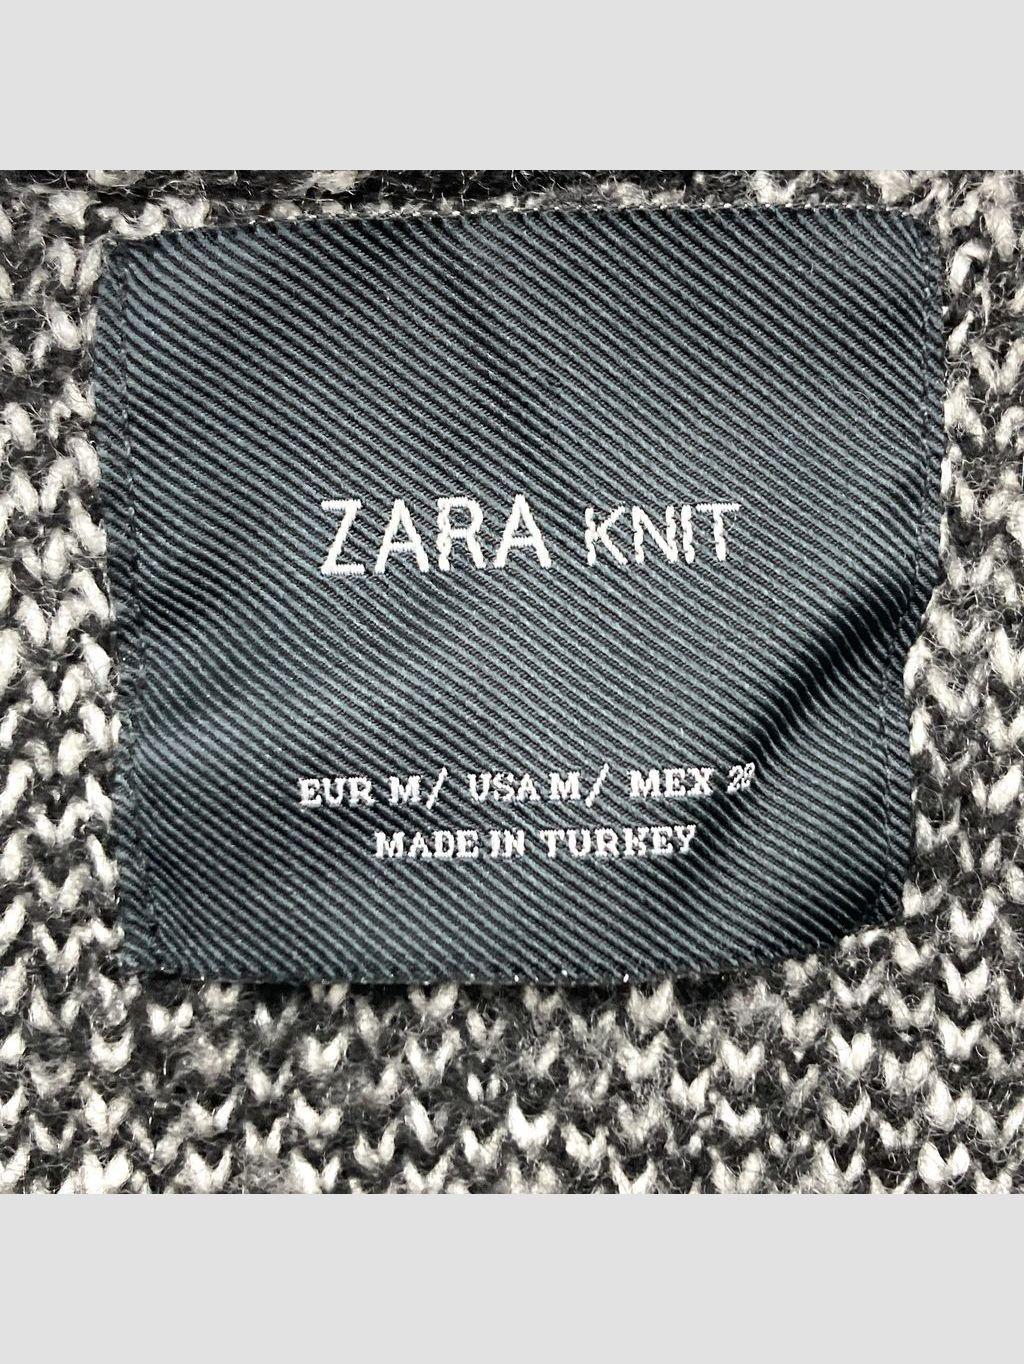 ZARA KNIT
EUR M/ USA M/ MEX 28
MADE IN TURKEY